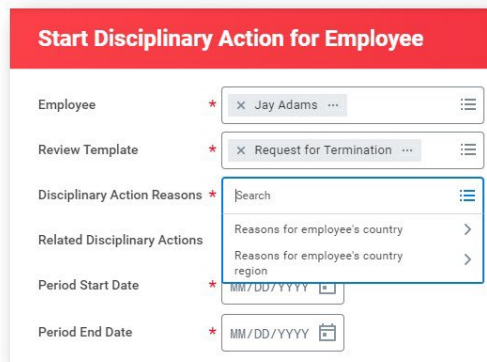 Start Disciplinary Action for Employee
Employee * × Jay Adams ...
Review Template * × Request for Termination ...
Disciplinary Action Reasons * Search
Reasons for employee's country
Related Disciplinary Actions
Reasons for employee's country
region
Period Start Date * MM/DD/YYYY
Period End Date * MM/DD/YYYY